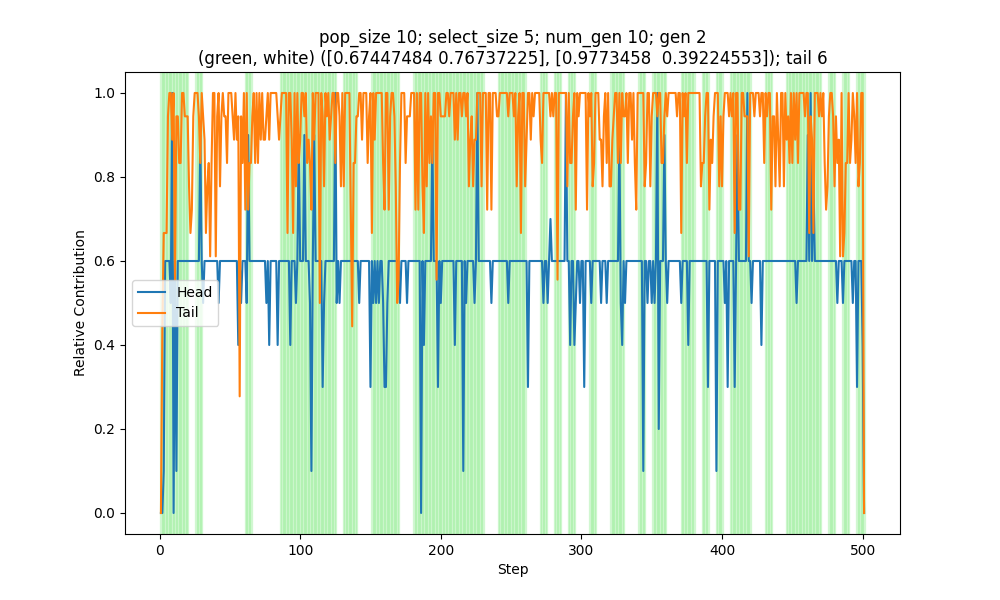 pop_size 10; select_size 5; num_gen 10; gen 2
(green, white) ([0.67447484 0.76737225], [0.9773458  0.39224553]); tail 6
1.0
0.8
0.6
0.4
0.2
0.0
Relative Contribution
Head
Tail
0 100 200 300 400 500
Step